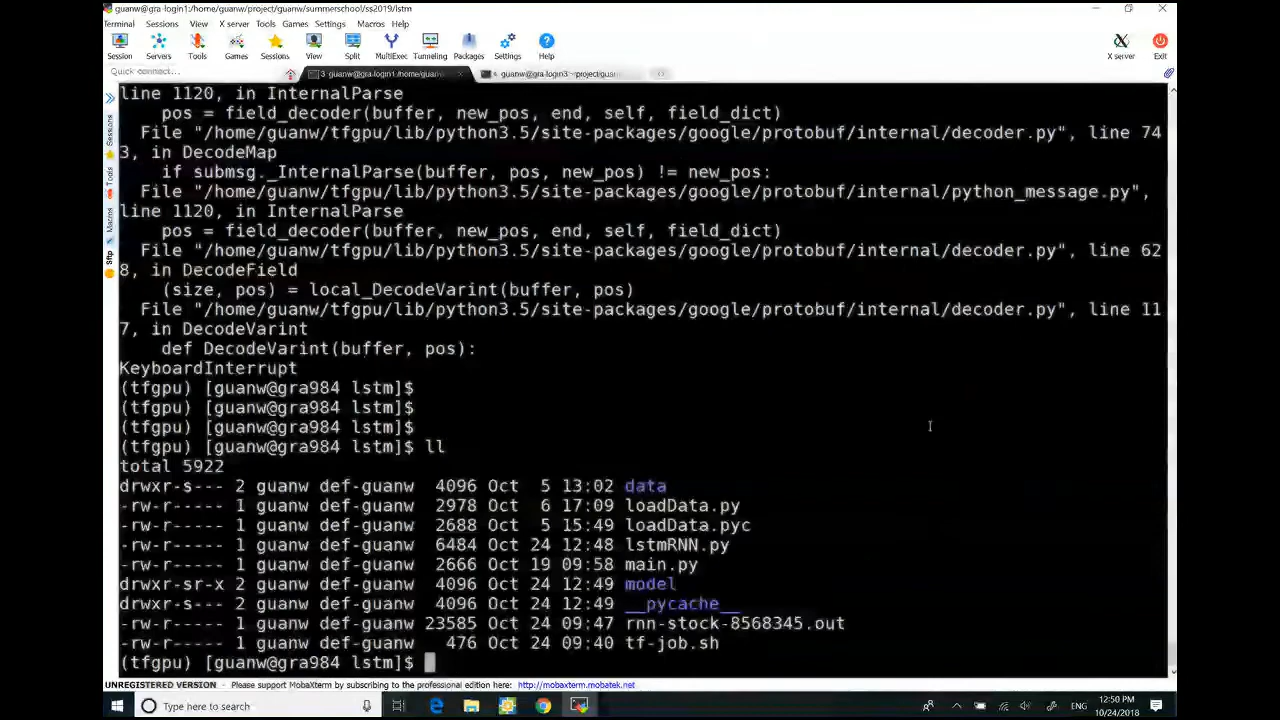 guanw@gra-login1:/home/guanw/project/guanw/summerschool/ss2019/lstm
Terminal Sessions View X server Tools Games Settings Macros Help
Session Servers Tools Games Sessions View Split MultiExec Tunneling Packages Settings Help X server Exit
Quick connect...
3. guanw@gra-login1:/home/guanw
4. guanw@gra-login3:~/project/guan
Sessions
Tools
Macros
Sftp
line 1120, in InternalParse
pos = field_decoder(buffer, new_pos, end, self, field_dict)
File "/home/guanw/tfgpu/lib/python3.5/site-packages/google/protobuf/internal/decoder.py", line 74
3, in DecodeMap
if submsg._InternalParse(buffer, pos, new_pos) != new_pos:
File "/home/guanw/tfgpu/lib/python3.5/site-packages/google/protobuf/internal/python_message.py",
line 1120, in InternalParse
pos = field_decoder(buffer, new_pos, end, self, field_dict)
File "/home/guanw/tfgpu/lib/python3.5/site-packages/google/protobuf/internal/decoder.py", line 62
8, in DecodeField
(size, pos) = local_DecodeVarint(buffer, pos)
File "/home/guanw/tfgpu/lib/python3.5/site-packages/google/protobuf/internal/decoder.py", line 11
7, in DecodeVarint
def DecodeVarint(buffer, pos):
KeyboardInterrupt
(tfgpu) [guanw@gra984 lstm]$
(tfgpu) [guanw@gra984 lstm]$
(tfgpu) [guanw@gra984 lstm]$
(tfgpu) [guanw@gra984 lstm]$ ll
total 5922
drwxr-s--- 2 guanw def-guanw 4096 Oct 5 13:02 data
-rw-r----- 1 guanw def-guanw 2978 Oct 6 17:09 loadData.py
-rw-r----- 1 guanw def-guanw 2688 Oct 5 15:49 loadData.pyc
-rw-r----- 1 guanw def-guanw 6484 Oct 24 12:48 lstmRNN.py
-rw-r----- 1 guanw def-guanw 2666 Oct 19 09:58 main.py
drwxr-sr-x 2 guanw def-guanw 4096 Oct 24 12:49 model
drwxr-s--- 2 guanw def-guanw 4096 Oct 24 12:49 __pycache__
-rw-r----- 1 guanw def-guanw 23585 Oct 24 09:47 rnn-stock-8568345.out
-rw-r----- 1 guanw def-guanw 476 Oct 24 09:40 tf-job.sh
(tfgpu) [guanw@gra984 lstm]$
UNREGISTERED VERSION - Please support MobaXterm by subscribing to the professional edition here: http://mobaxterm.mobatek.net
Type here to search
ENG
12:50 PM
10/24/2018